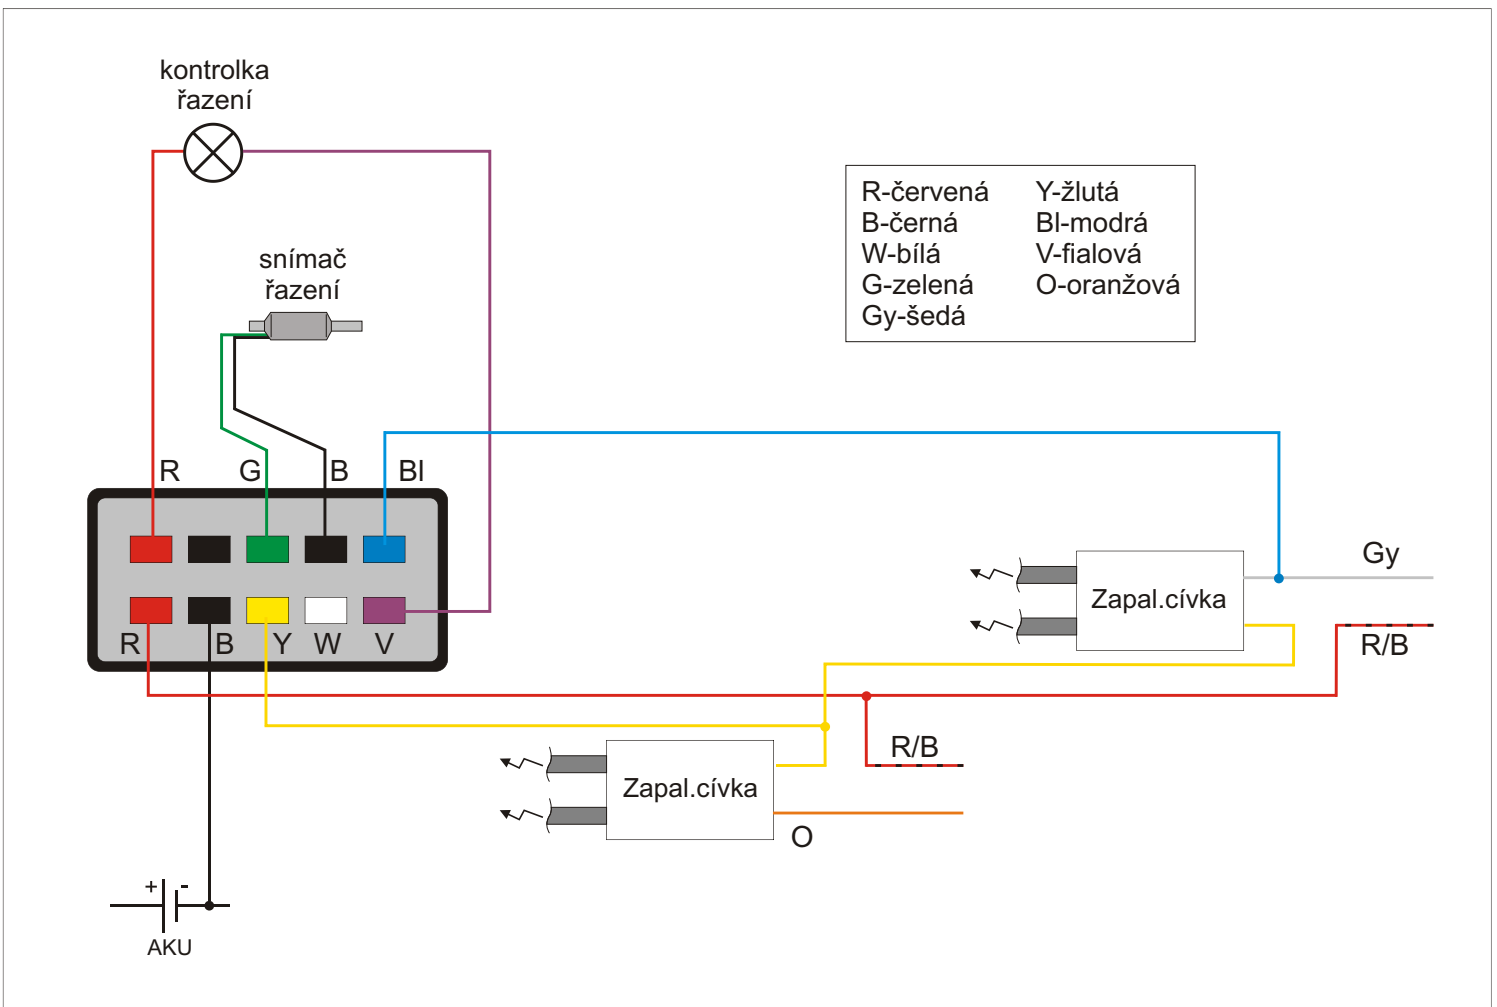 kontrolka
řazení
R-červená Y-žlutá
B-černá Bl-modrá
W-bílá V-fialová
G-zelená O-oranžová
Gy-šedá
snímač
řazení
R G B Bl
Gy
Zapal.cívka
R B Y W V
R/B
R/B
Zapal.cívka
O
+ -
AKU